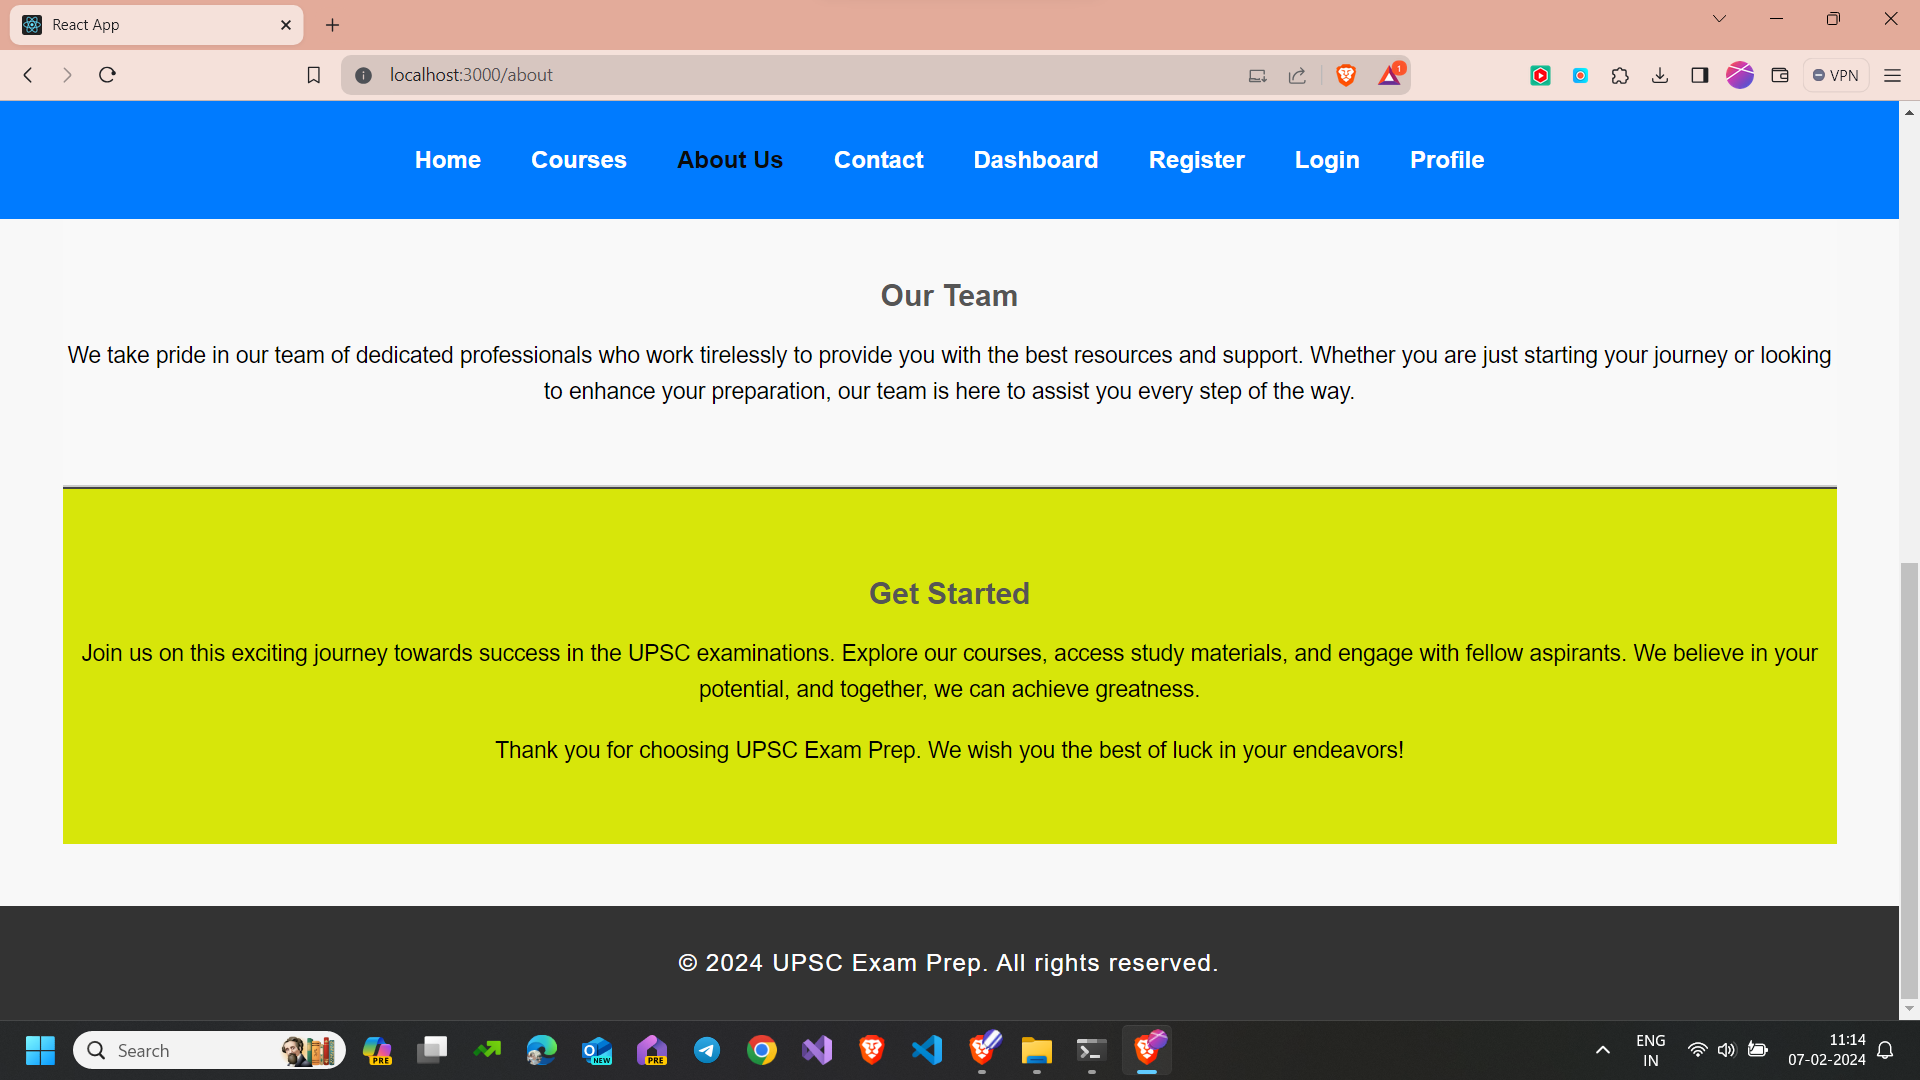 React App
localhost:3000/about
1
VPN
Home Courses About Us Contact Dashboard Register Login Profile
Our Team
We take pride in our team of dedicated professionals who work tirelessly to provide you with the best resources and support. Whether you are just starting your journey or looking
to enhance your preparation, our team is here to assist you every step of the way.
Get Started
Join us on this exciting journey towards success in the UPSC examinations. Explore our courses, access study materials, and engage with fellow aspirants. We believe in your
potential, and together, we can achieve greatness.
Thank you for choosing UPSC Exam Prep. We wish you the best of luck in your endeavors!
© 2024 UPSC Exam Prep. All rights reserved.
Search
PRE
NEW
PRE
ENG
IN
11:14
07-02-2024